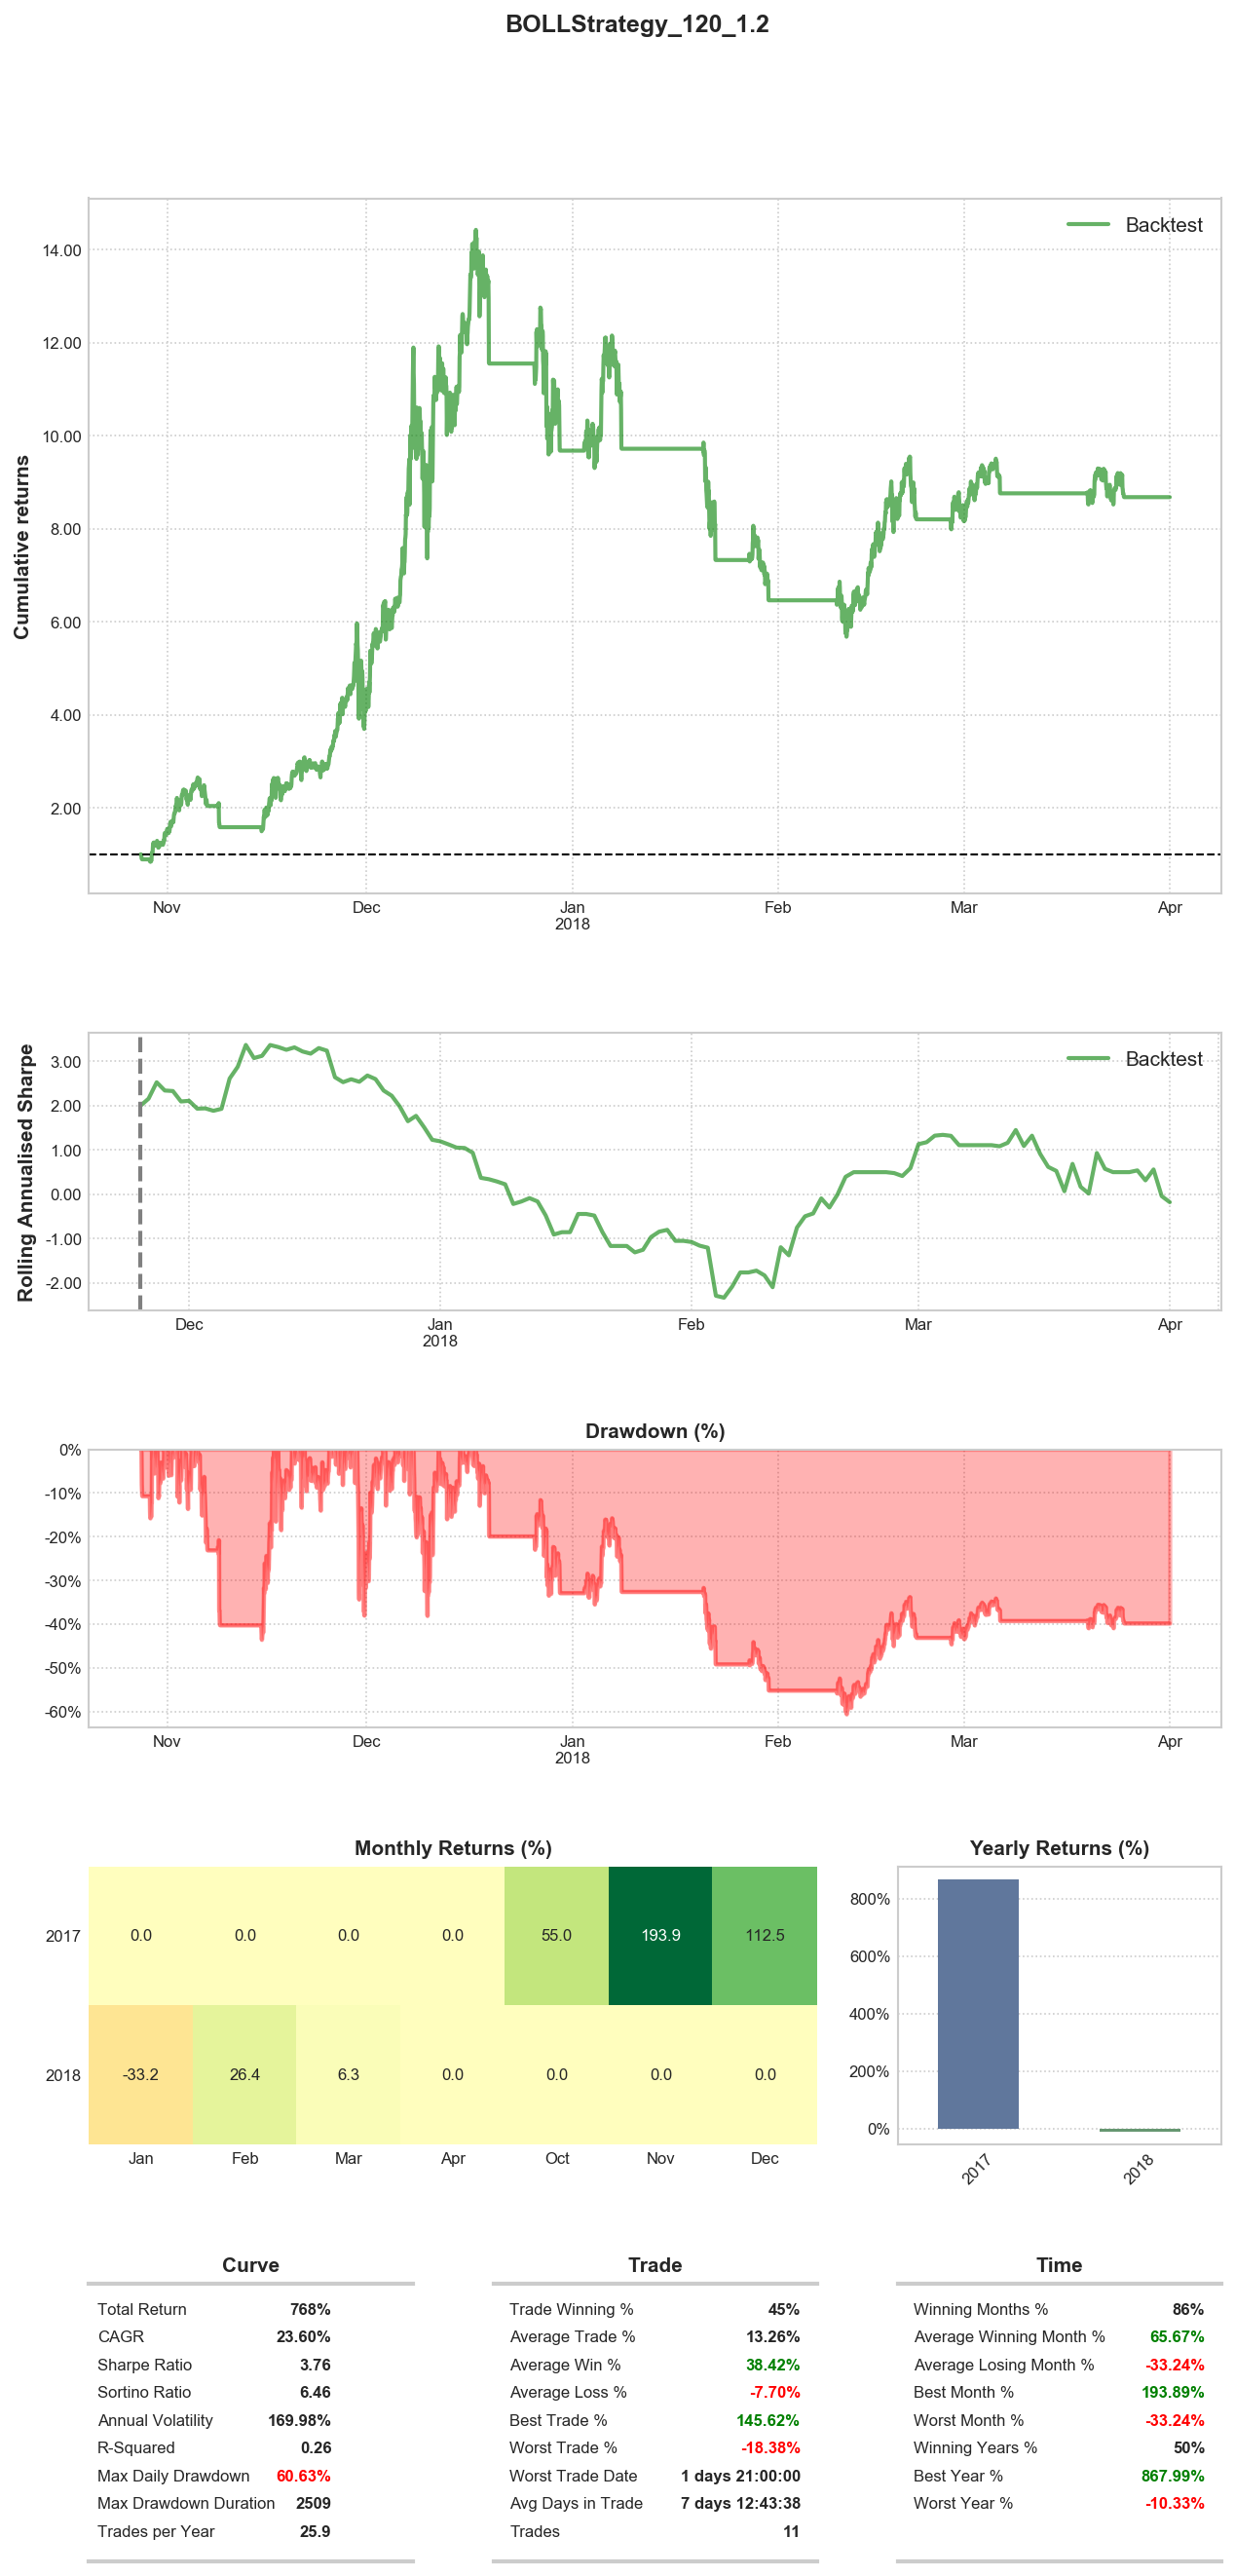 BOLLStrategy_120_1.2
Cumulative returns
14.00
12.00
10.00
8.00
6.00
4.00
2.00
Backtest
Nov
Dec
Jan
2018
Feb
Mar
Apr
Rolling Annualised Sharpe
3.00
2.00
1.00
0.00
-1.00
-2.00
Backtest
Dec
Jan
2018
Feb
Mar
Apr
Drawdown (%)
0%
-10%
-20%
-30%
-40%
-50%
-60%
Nov
Dec
Jan
2018
Feb
Mar
Apr
Monthly Returns (%)
2017 0.0 0.0 0.0 0.0 55.0 193.9 112.5
2018 -33.2 26.4 6.3 0.0 0.0 0.0 0.0
Jan Feb Mar Apr Oct Nov Dec
Yearly Returns (%)
800%
600%
400%
200%
0%
2017
2018
Curve
Total Return 768%
CAGR 23.60%
Sharpe Ratio 3.76
Sortino Ratio 6.46
Annual Volatility 169.98%
R-Squared 0.26
Max Daily Drawdown 60.63%
Max Drawdown Duration 2509
Trades per Year 25.9
Trade
Trade Winning % 45%
Average Trade % 13.26%
Average Win % 38.42%
Average Loss % -7.70%
Best Trade % 145.62%
Worst Trade % -18.38%
Worst Trade Date 1 days 21:00:00
Avg Days in Trade 7 days 12:43:38
Trades 11
Time
Winning Months % 86%
Average Winning Month % 65.67%
Average Losing Month % -33.24%
Best Month % 193.89%
Worst Month % -33.24%
Winning Years % 50%
Best Year % 867.99%
Worst Year % -10.33%